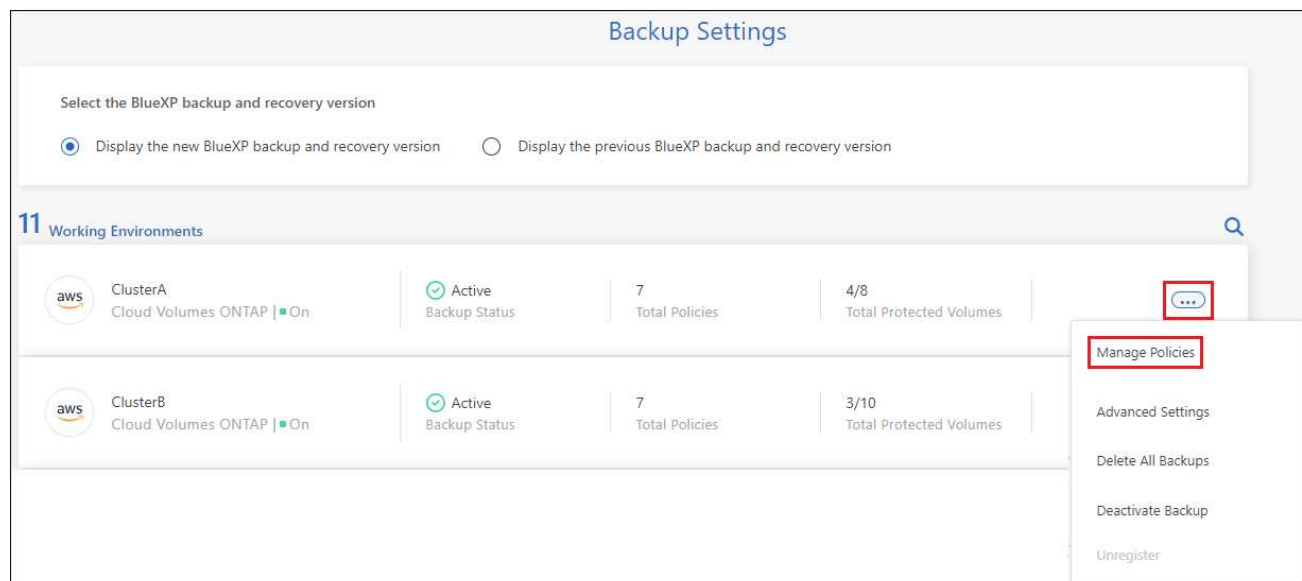 Backup Settings
Select the BlueXP backup and recovery version
Display the new BlueXP backup and recovery version
Display the previous BlueXP backup and recovery version
11 Working Environments
aws
ClusterA
Cloud Volumes ONTAP | On
Active
Backup Status
7
Total Policies
4/8
Total Protected Volumes
...
Manage Policies
Advanced Settings
Delete All Backups
Deactivate Backup
Unregister
aws
ClusterB
Cloud Volumes ONTAP | On
Active
Backup Status
7
Total Policies
3/10
Total Protected Volumes